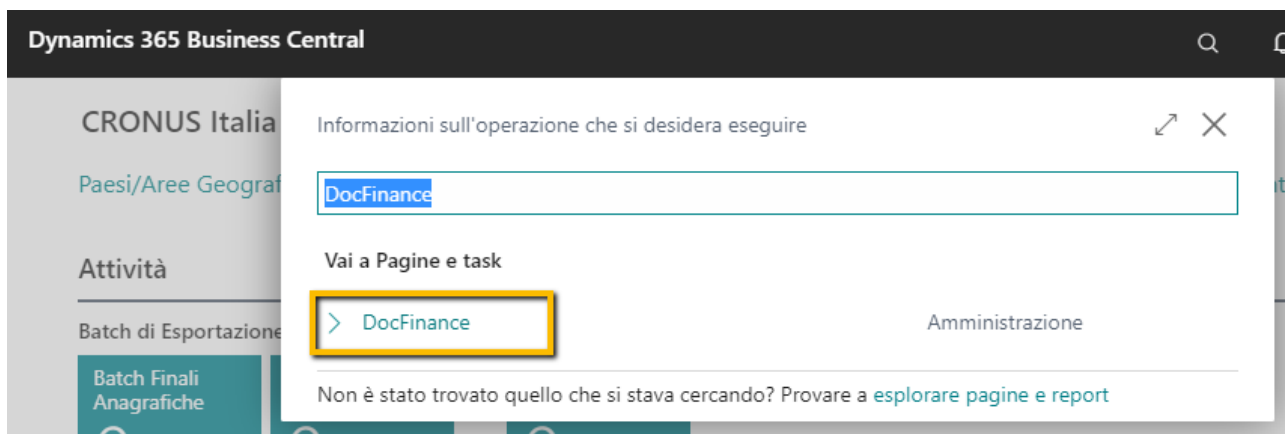 Dynamics 365 Business Central
CRONUS Italia
Informazioni sull'operazione che si desidera eseguire
Paesi/Aree Geograf
DocFinance
Vai a Pagine e task
Attività
DocFinance Amministrazione
Batch di Esportazione
Batch Finali
Anagrafiche
Non è stato trovato quello che si stava cercando? Provare a esplorare pagine e report